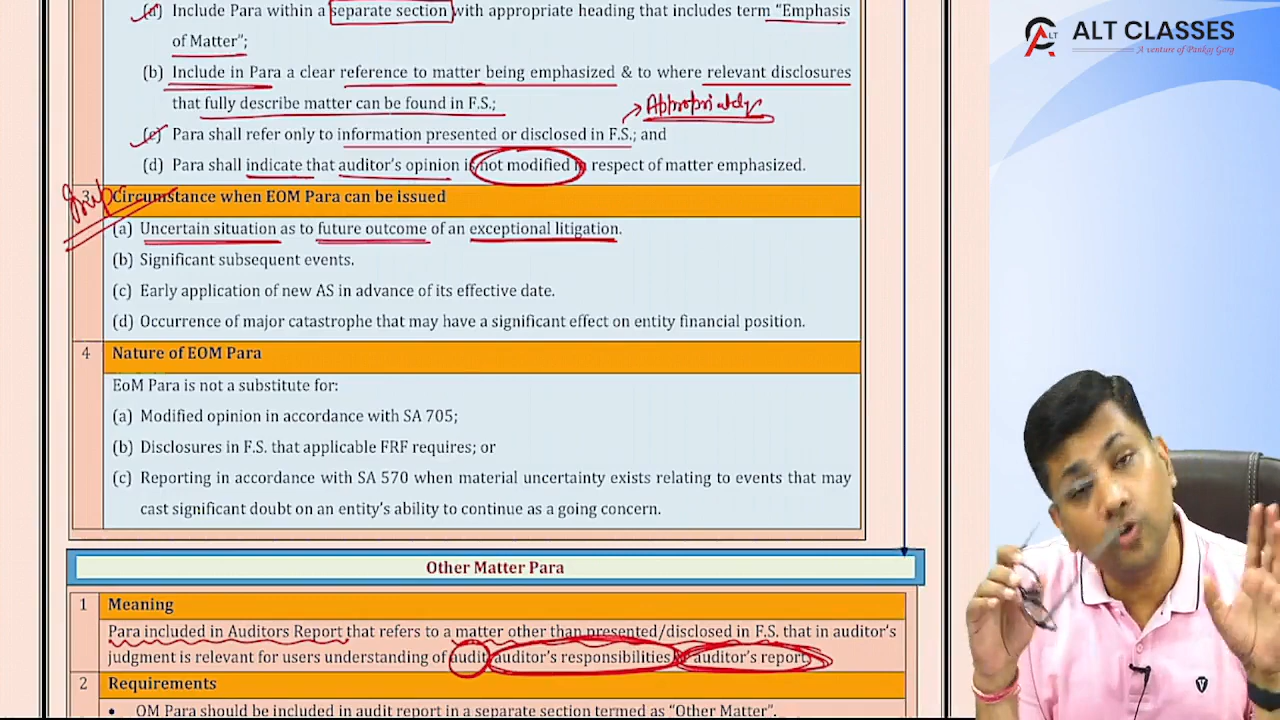 (a) Include Para within a separate section with appropriate heading that includes term "Emphasis
of Matter";
(b) Include in Para a clear reference to matter being emphasized & to where relevant disclosures
that fully describe matter can be found in F.S.;
Appropriately
(c) Para shall refer only to information presented or disclosed in F.S.; and
(d) Para shall indicate that auditor's opinion is not modified in respect of matter emphasized.
3 Circumstance when EOM Para can be issued
(a) Uncertain situation as to future outcome of an exceptional litigation.
(b) Significant subsequent events.
(c) Early application of new AS in advance of its effective date.
(d) Occurrence of major catastrophe that may have a significant effect on entity financial position.
4 Nature of EOM Para
EoM Para is not a substitute for:
(a) Modified opinion in accordance with SA 705;
(b) Disclosures in F.S. that applicable FRF requires; or
(c) Reporting in accordance with SA 570 when material uncertainty exists relating to events that may
cast significant doubt on an entity's ability to continue as a going concern.
Other Matter Para
1 Meaning
Para included in Auditors Report that refers to a matter other than presented/disclosed in F.S. that in auditor's
judgment is relevant for users understanding of audit auditor's responsibilities auditor's report
2 Requirements
• OM Para should be included in audit report in a separate section termed as "Other Matter".
ALT
ALT CLASSES
A venture of Pankaj Garg